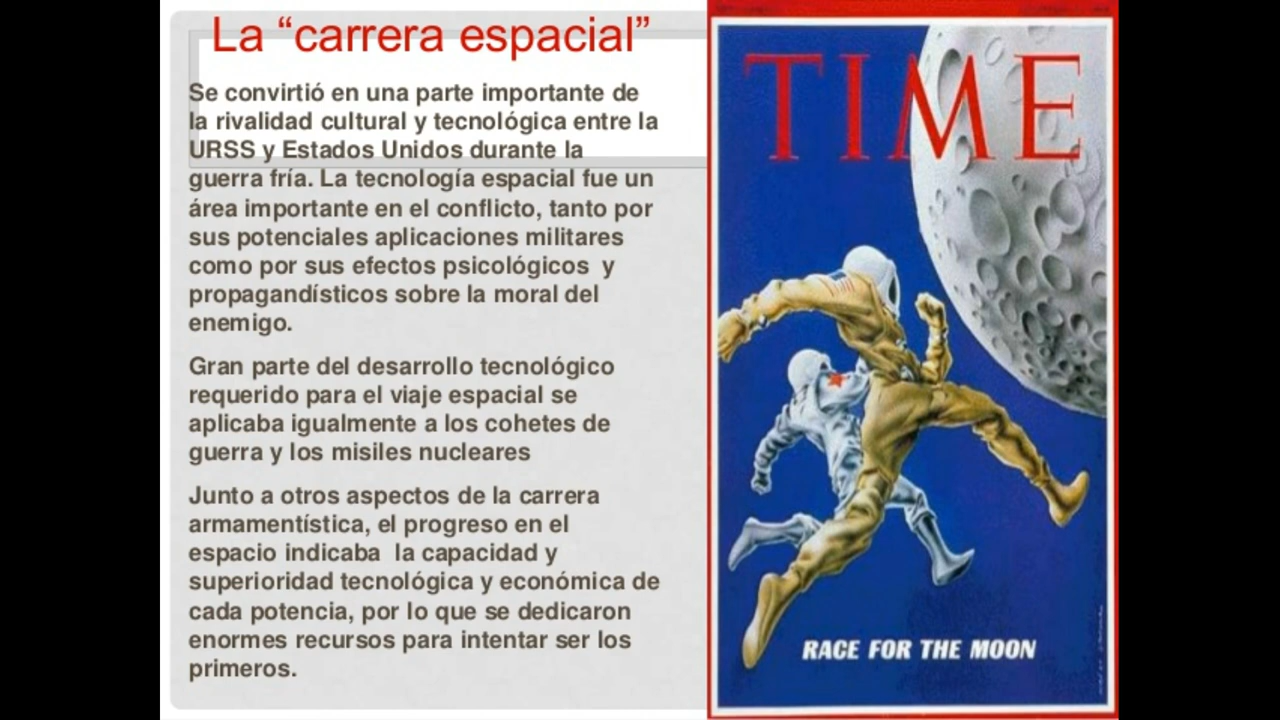 La “carrera espacial”
Se convirtió en una parte importante de
la rivalidad cultural y tecnológica entre la
URSS y Estados Unidos durante la
guerra fría. La tecnología espacial fue un
área importante en el conflicto, tanto por
sus potenciales aplicaciones militares
como por sus efectos psicológicos  y
propagandísticos sobre la moral del
enemigo.
Gran parte del desarrollo tecnológico
requerido para el viaje espacial se
aplicaba igualmente a los cohetes de
guerra y los misiles nucleares
Junto a otros aspectos de la carrera
armamentística, el progreso en el
espacio indicaba  la capacidad y
superioridad tecnológica y económica de
cada potencia, por lo que se dedicaron
enormes recursos para intentar ser los
primeros.
TIME
RACE FOR THE MOON